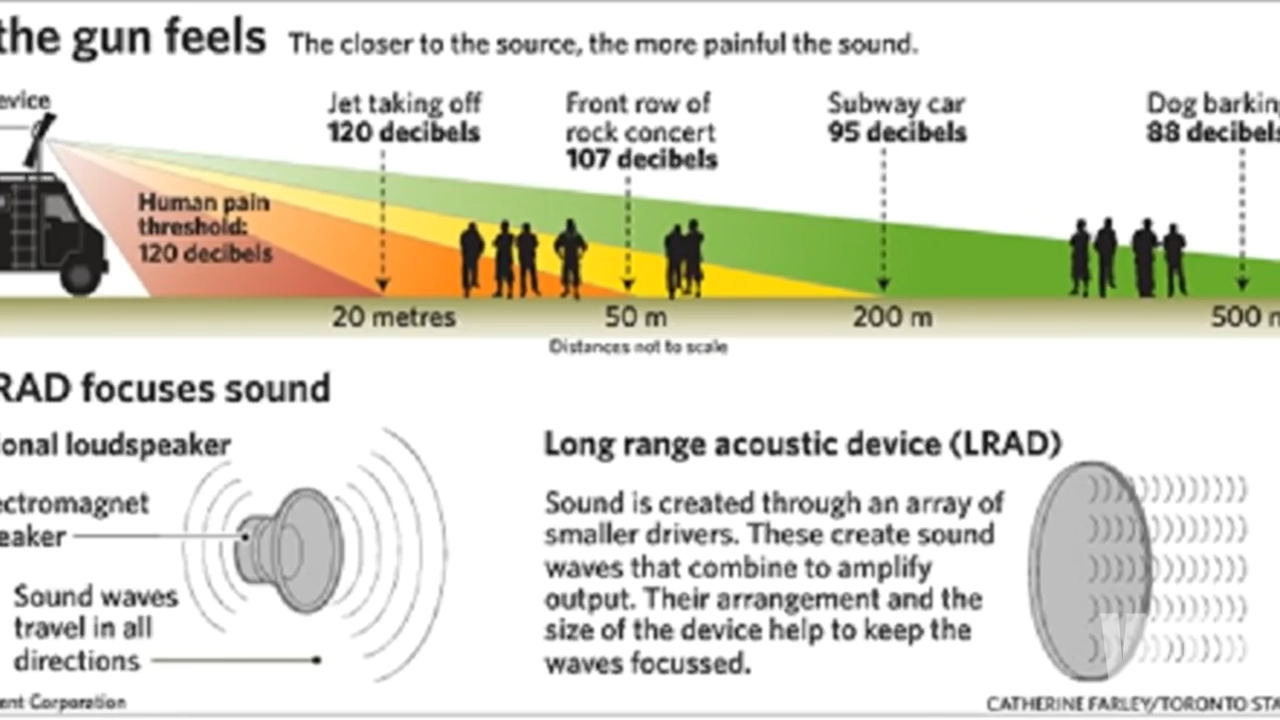 the gun feels The closer to the source, the more painful the sound.
evice
Jet taking off
120 decibels
Front row of
rock concert
107 decibels
Subway car
95 decibels
Dog barkin
88 decibels
Human pain
threshold:
120 decibels
20 metres 50 m 200 m 500 m
Distances not to scale
RAD focuses sound
ional loudspeaker
ectromagnet
eaker
Sound waves
travel in all
directions
Long range acoustic device (LRAD)
Sound is created through an array of
smaller drivers. These create sound
waves that combine to amplify
output. Their arrangement and the
size of the device help to keep the
waves focussed.
ent Corporation
CATHERINE FARLEY/TORONTO STA